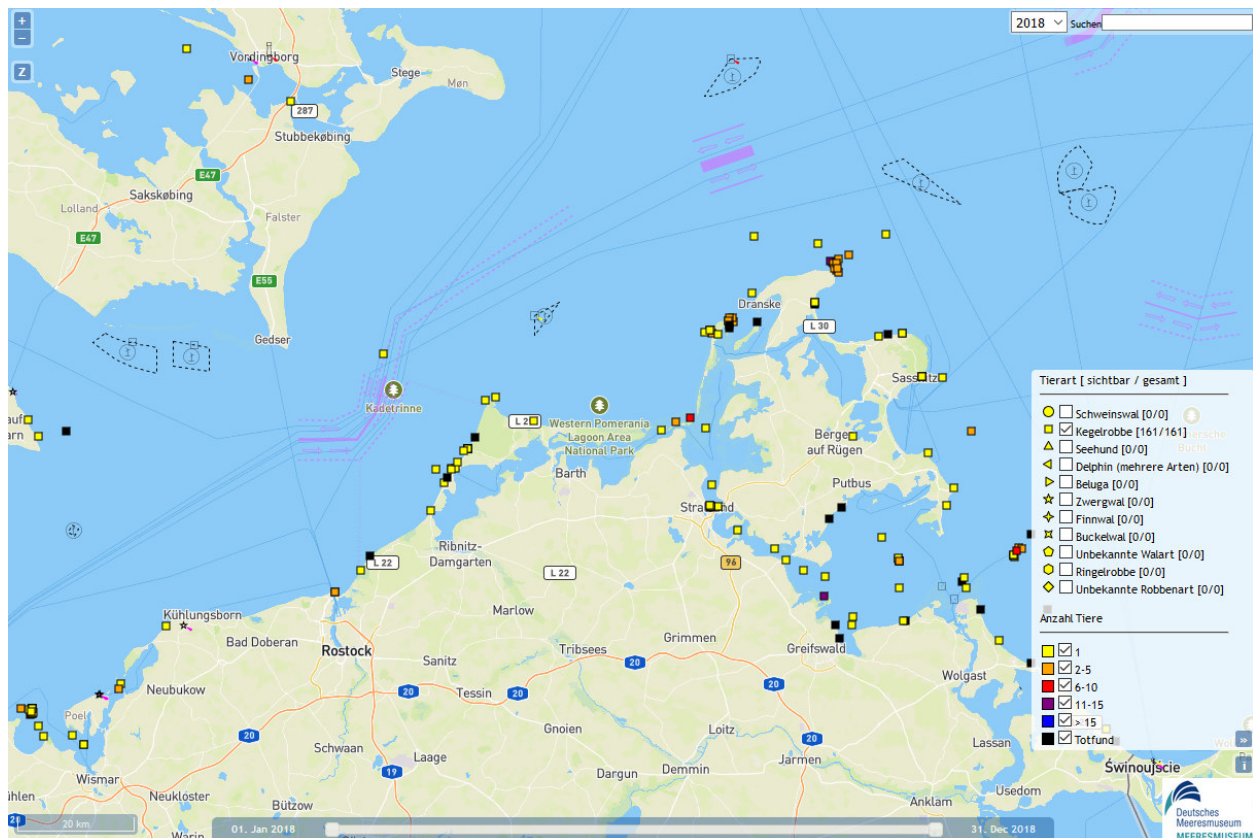 +
−
Z
2018
Suchen
Vordingborg
Stege
Møn
287
Stubbekøbing
E47
Sakskøbing
Lolland
Falster
E47
E55
Gedser
Dranske
L 30
Sassnitz
Kadetrinne
L 2
Western Pomerania
Lagoon Area
National Park
Barth
Berge
auf Rügen
Putbus
Ribnitz-
Damgarten
L 22
L 22
96
Kühlungsborn
Bad Doberan
Rostock
Marlow
Sanitz
Tribsees
Grimmen
Greifswald
20
Wolgast
Neubukow
20
Tessin
20
20
Poel
Gnoien
Loitz
20
20
Lassan
Schwaan
Laage
19
Dargun
Demmin
Jarmen
Wismar
Neukloster
Bützow
Anklam
Usedom
Świnoujście
Warin
Tierart [ sichtbar / gesamt ]
Schweinswal [0/0]
Kegelrobbe [161/161]
Seehund [0/0]
Delphin (mehrere Arten) [0/0]
Beluga [0/0]
Zwergwal [0/0]
Finnwal [0/0]
Buckelwal [0/0]
Unbekannte Walart [0/0]
Ringelrobbe [0/0]
Unbekannte Robbenart [0/0]
Anzahl Tiere
1
2-5
6-10
11-15
> 15
Totfund
»
i
20 km
01. Jan 2018
31. Dec 2018
Deutsches
Meeresmuseum
MEERESMUSEUM